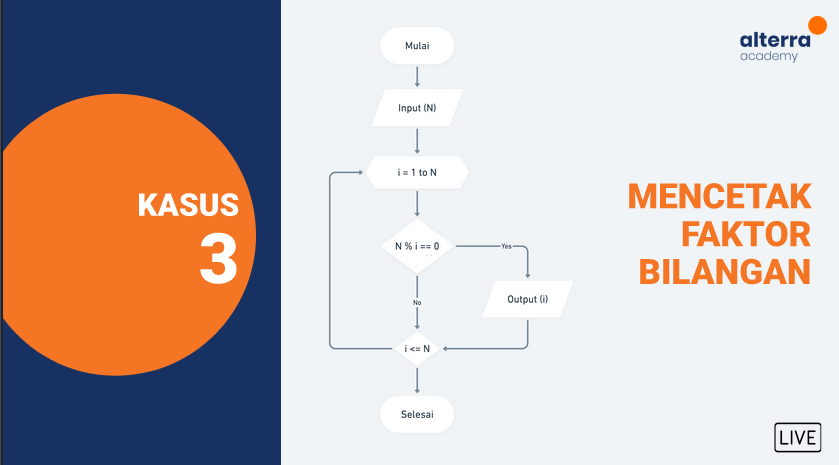 KASUS
3
Mulai
Input (N)
i = 1 to N
N % i == 0
Yes
No
Output (i)
i <= N
Selesai
alterra
academy
MENCETAK
FAKTOR
BILANGAN
LIVE